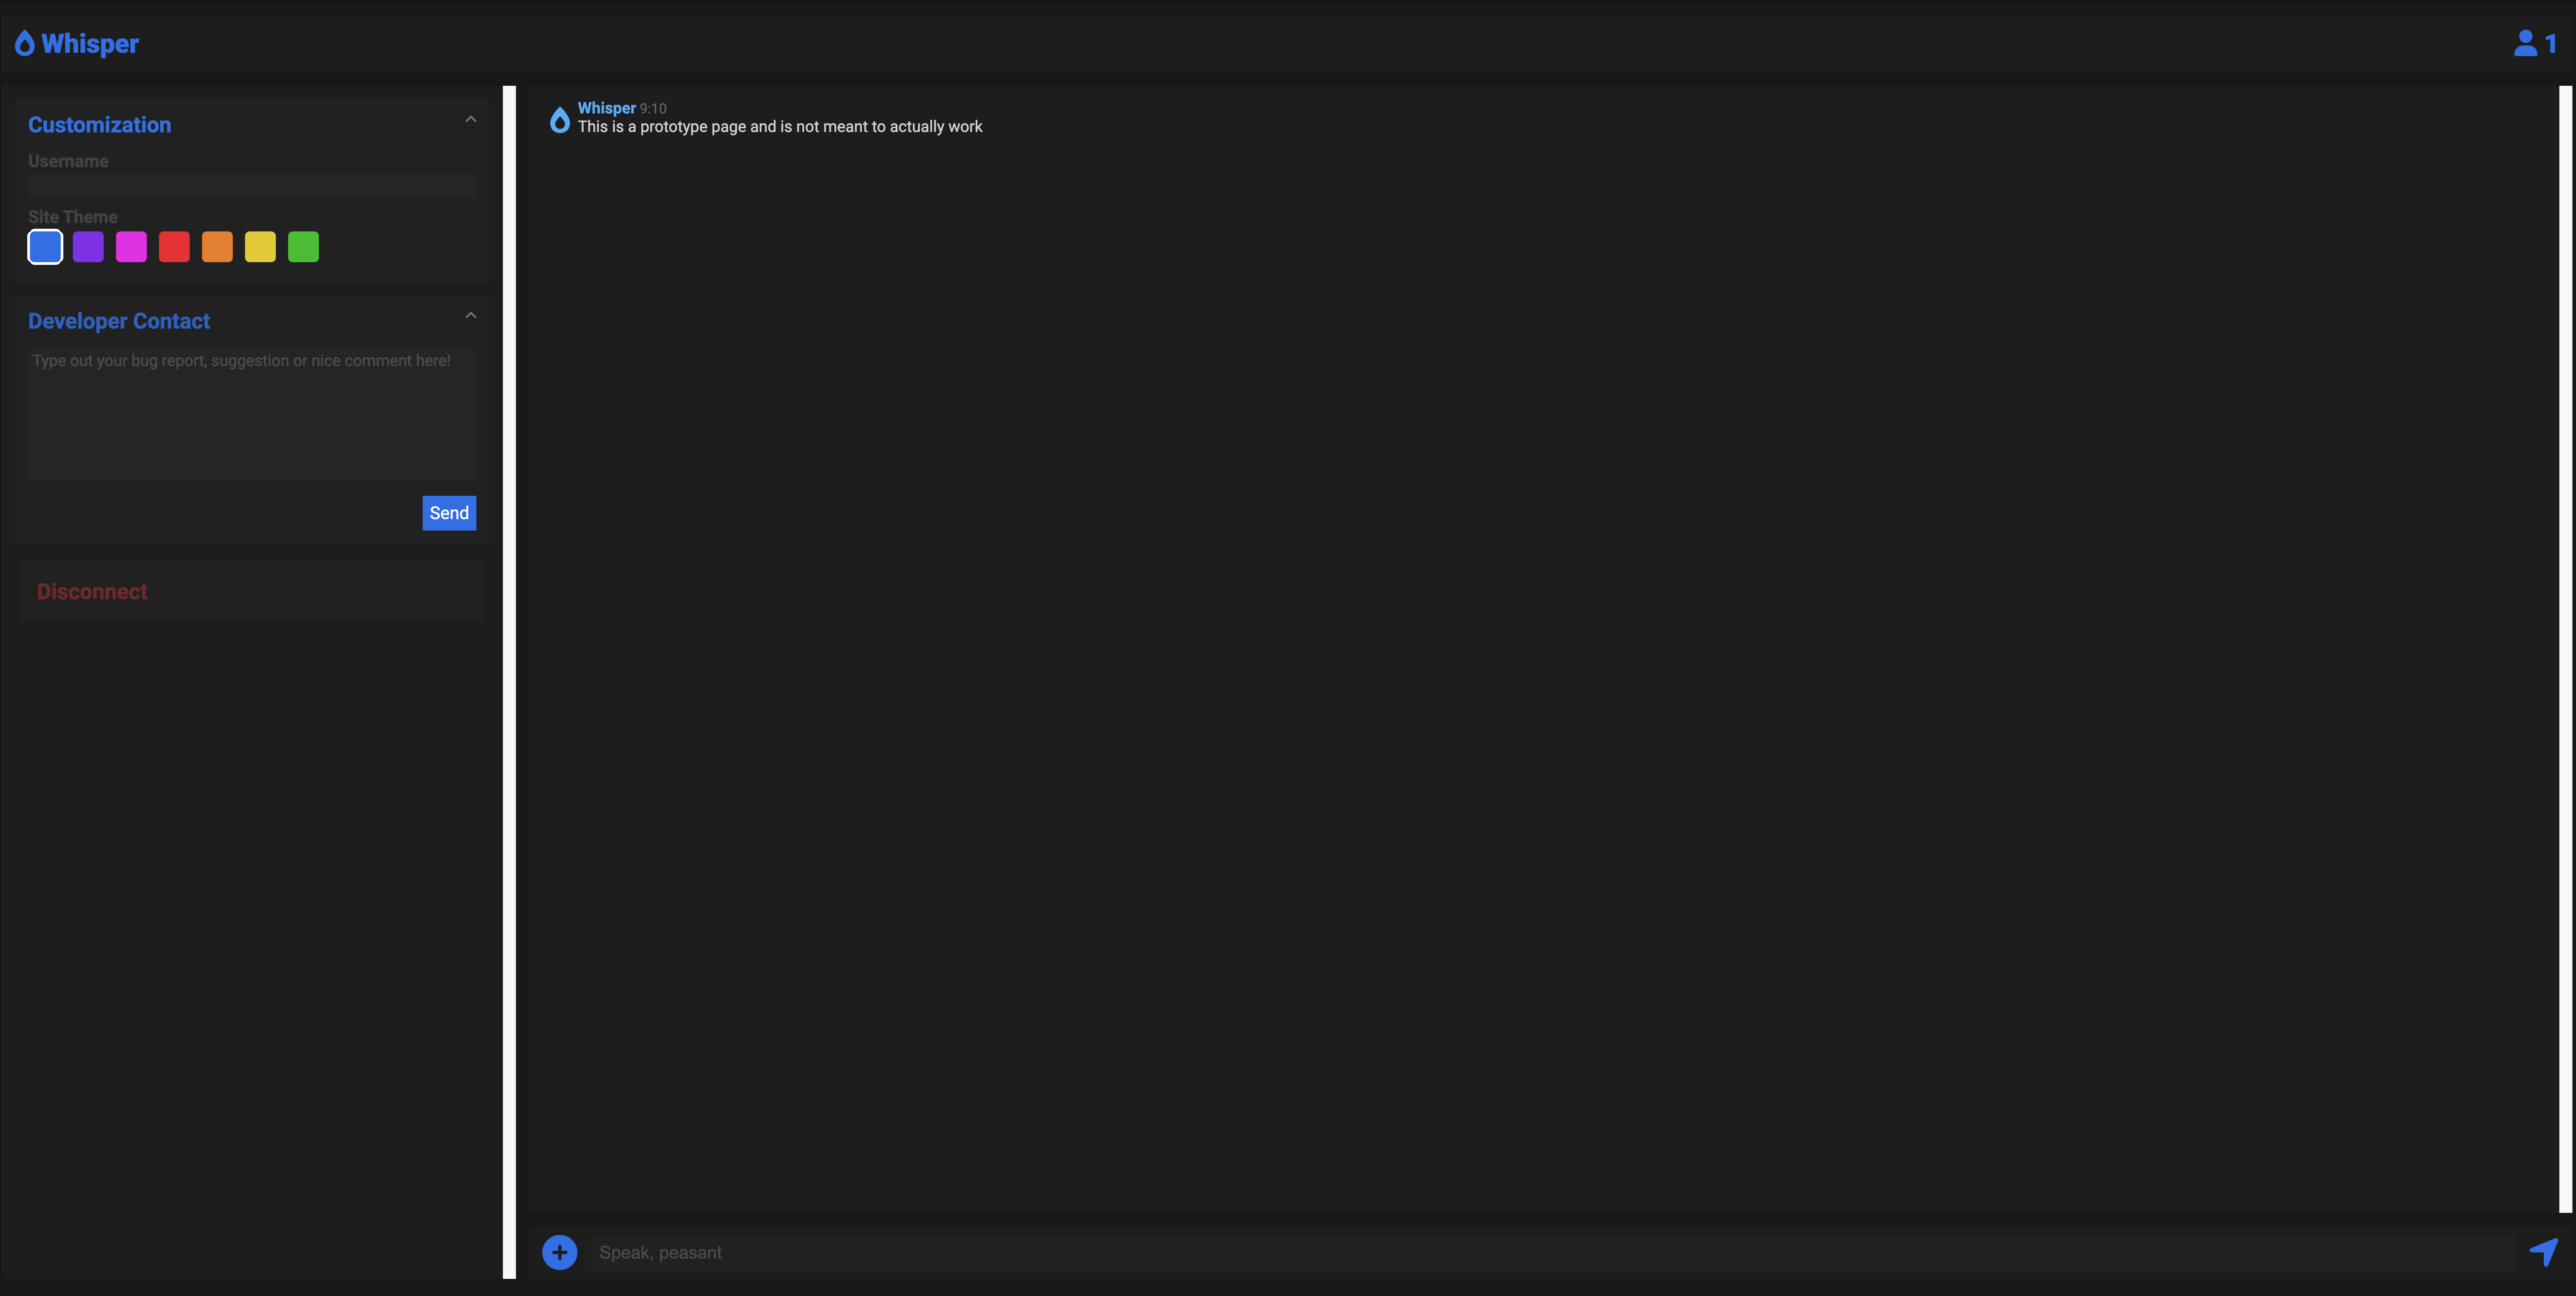 Whisper
1
Customization
Username
Site Theme
Developer Contact
Type out your bug report, suggestion or nice comment here!
Send
Disconnect
Whisper 9:10
This is a prototype page and is not meant to actually work
Speak, peasant